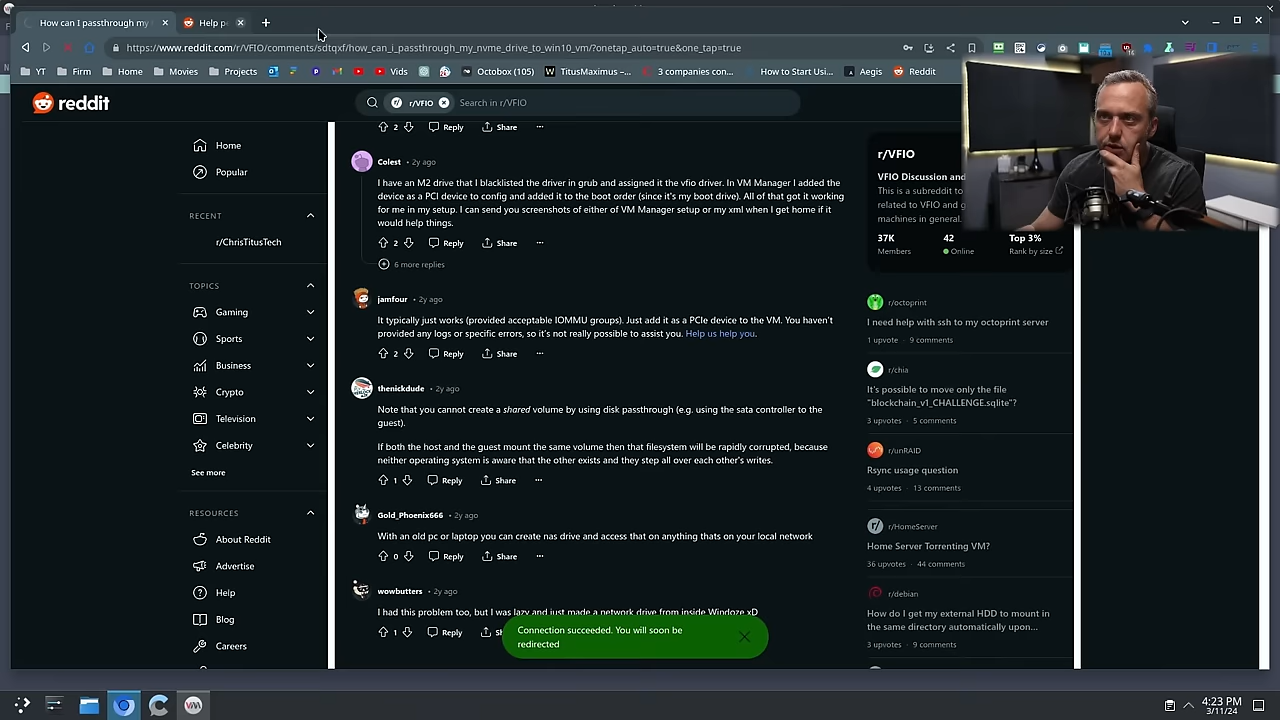 How can I passthrough my
Help p
https://www.reddit.com/r/VFIO/comments/sdtqxf/how_can_i_passthrough_my_nvme_drive_to_win10_vm/?onetap_auto=true&one_tap=true
YT
Firm
Home
Movies
Projects
Vids
Octobox (105)
TitusMaximus –...
3 companies con...
How to Start Usi...
Aegis
Reddit
reddit
r/VFIO
Search in r/VFIO
Home
Popular
RECENT
r/ChrisTitusTech
TOPICS
Gaming
Sports
Business
Crypto
Television
Celebrity
See more
RESOURCES
About Reddit
Advertise
Help
Blog
Careers
2 Reply Share ...
Colest • 2y ago
I have an M2 drive that I blacklisted the driver in grub and assigned it the vfio driver. In VM Manager I added the
device as a PCI device to config and added it to the boot order (since it's my boot drive). All of that got it working
for me in my setup. I can send you screenshots of either of VM Manager setup or my xml when I get home if it
would help things.
2 Reply Share ...
6 more replies
jamfour • 2y ago
It typically just works (provided acceptable IOMMU groups). Just add it as a PCIe device to the VM. You haven't
provided any logs or specific errors, so it's not really possible to assist you. Help us help you.
2 Reply Share ...
thenickdude • 2y ago
Note that you cannot create a shared volume by using disk passthrough (e.g. using the sata controller to the
guest).
If both the host and the guest mount the same volume then that filesystem will be rapidly corrupted, because
neither operating system is aware that the other exists and they step all over each other's writes.
1 Reply Share ...
Gold_Phoenix666 • 2y ago
With an old pc or laptop you can create nas drive and access that on anything thats on your local network
0 Reply Share ...
wowbutters • 2y ago
I had this problem too, but I was lazy and just made a network drive from inside Windoze xD
1 Reply
Connection succeeded. You will soon be
redirected
r/VFIO
VFIO Discussion and
This is a subreddit to
related to VFIO and g
machines in general.
37K
Members
42
Online
Top 3%
Rank by size
r/octoprint
I need help with ssh to my octoprint server
1 upvote · 9 comments
r/chia
It's possible to move only the file
"blockchain_v1_CHALLENGE.sqlite"?
3 upvotes · 5 comments
r/unRAID
Rsync usage question
4 upvotes · 13 comments
r/HomeServer
Home Server Torrenting VM?
36 upvotes · 44 comments
r/debian
How do I get my external HDD to mount in
the same directory automatically upon...
3 upvotes · 9 comments
4:23 PM
3/11/24